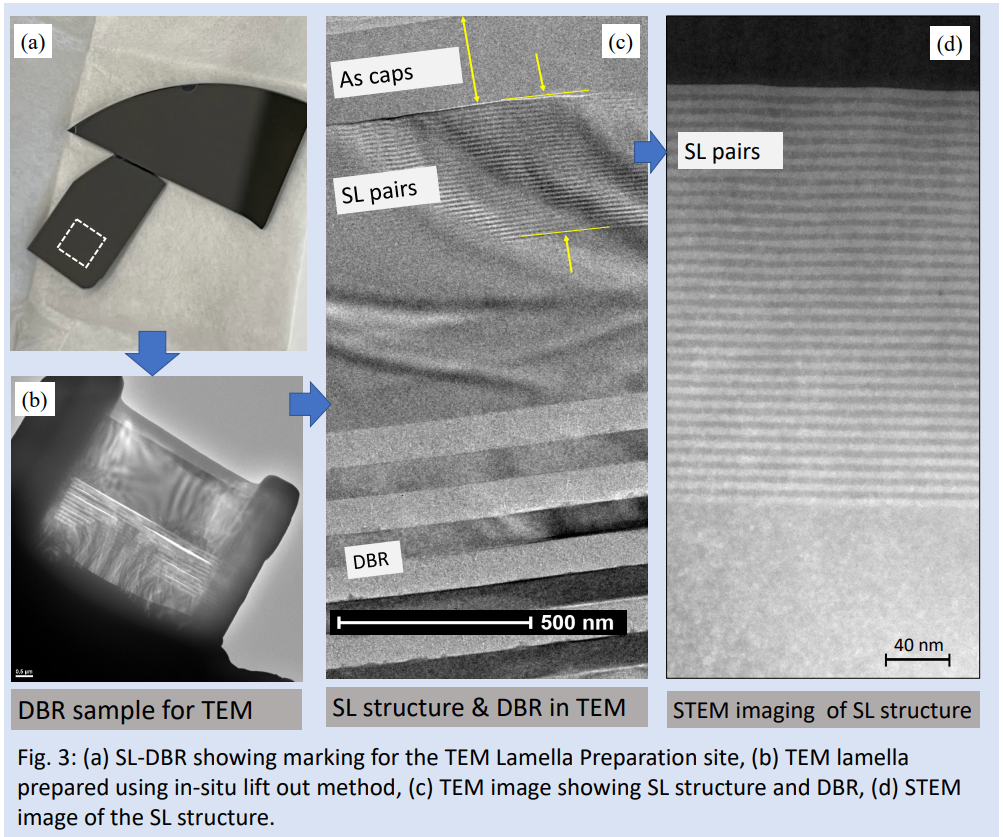 (a)
(c)
(d)
As caps
SL pairs
SL pairs
(b)
DBR
500 nm
40 nm
0.5 µm
DBR sample for TEM
SL structure & DBR in TEM
STEM imaging of SL structure
Fig. 3: (a) SL-DBR showing marking for the TEM Lamella Preparation site, (b) TEM lamella
prepared using in-situ lift out method, (c) TEM image showing SL structure and DBR, (d) STEM
image of the SL structure.